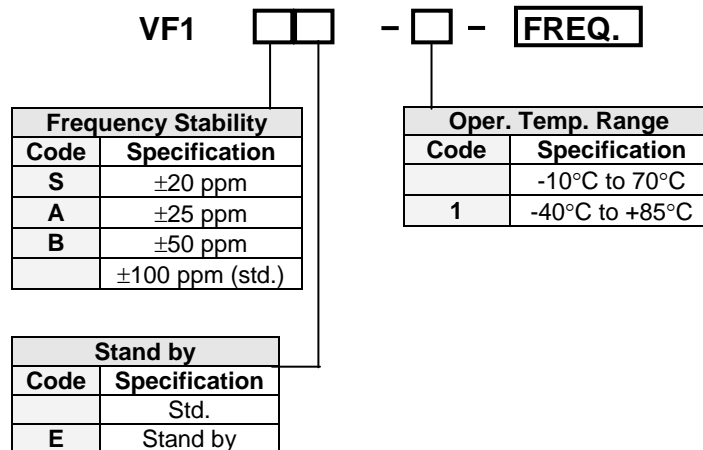 VF1 - - FREQ.
Frequency Stability
Code Specification
S ±20 ppm
A ±25 ppm
B ±50 ppm
±100 ppm (std.)
Oper. Temp. Range
Code Specification
-10°C to 70°C
1 -40°C to +85°C
Stand by
Code Specification
Std.
E Stand by